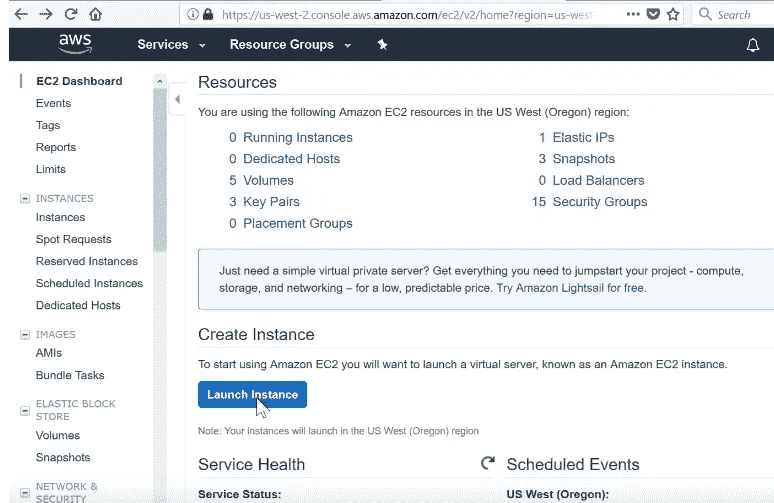 https://us-west-2.console.aws.amazon.com/ec2/v2/home?region=us-west-
Search
aws
Services
Resource Groups
EC2 Dashboard
Events
Tags
Reports
Limits
INSTANCES
Instances
Spot Requests
Reserved Instances
Scheduled Instances
Dedicated Hosts
IMAGES
AMIs
Bundle Tasks
ELASTIC BLOCK
STORE
Volumes
Snapshots
NETWORK &
SECURITY
Resources
You are using the following Amazon EC2 resources in the US West (Oregon) region:
0 Running Instances
0 Dedicated Hosts
5 Volumes
3 Key Pairs
0 Placement Groups
1 Elastic IPs
3 Snapshots
0 Load Balancers
15 Security Groups
Just need a simple virtual private server? Get everything you need to jumpstart your project - compute,
storage, and networking – for a low, predictable price. Try Amazon Lightsail for free.
Create Instance
To start using Amazon EC2 you will want to launch a virtual server, known as an Amazon EC2 instance.
Launch Instance
Note: Your instances will launch in the US West (Oregon) region
Service Health
Service Status:
Scheduled Events
US West (Oregon):